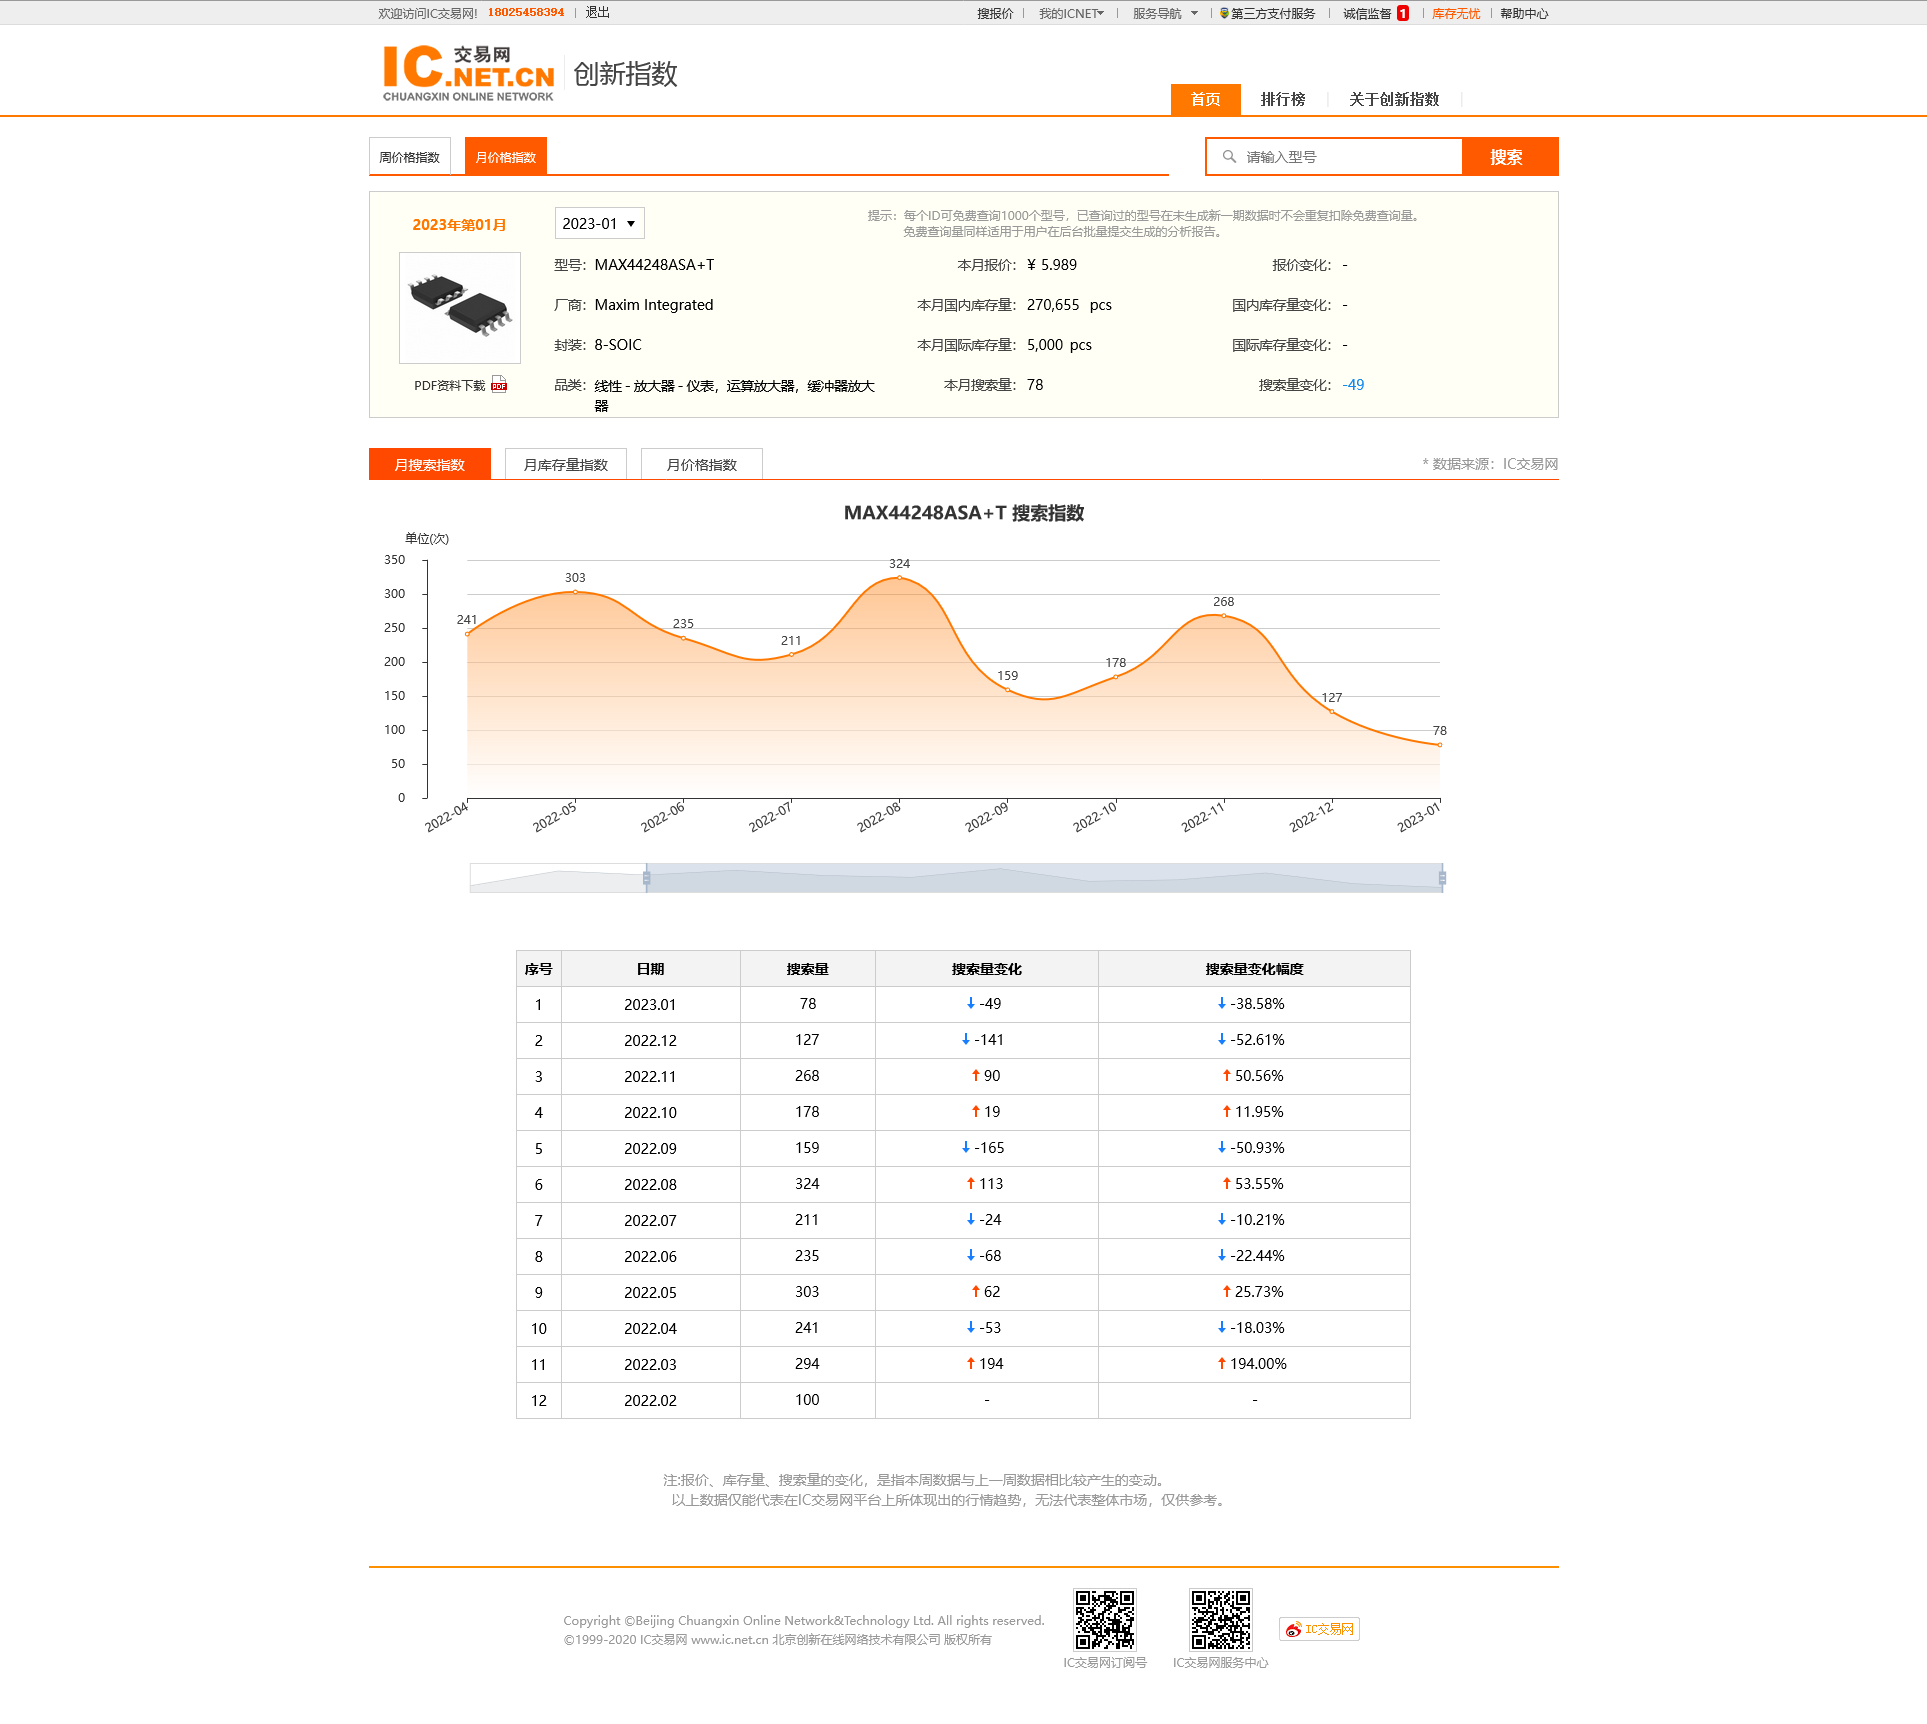 欢迎访问IC交易网! 18025458394 退出 搜报价 我的ICNET 服务导航 第三方支付服务 诚信监督 1 库存无忧 帮助中心
IC 交易网 .NET.CN 创新指数
CHUANGXIN ONLINE NETWORK
首页 排行榜 关于创新指数
周价格指数 月价格指数 请输入型号 搜索
2023年第01月 2023-01 ▼
提示：每个ID可免费查询1000个型号，已查询过的型号在未生成新一期数据时不会重复扣除免费查询量。
免费查询量同样适用于用户在后台批量提交生成的分析报告。
型号：MAX44248ASA+T 本月报价：¥ 5.989 报价变化：-
厂商：Maxim Integrated 本月国内库存量：270,655 pcs 国内库存量变化：-
封装：8-SOIC 本月国际库存量：5,000 pcs 国际库存量变化：-
PDF资料下载 PDF
品类：线性 - 放大器 - 仪表，运算放大器，缓冲器放大 本月搜索量：78 搜索量变化：-49
器
月搜索指数 月库存量指数 月价格指数 * 数据来源：IC交易网
MAX44248ASA+T 搜索指数
单位(次)
350
300
250
200
150
100
50
0
241 303 235 211 324 159 178 268 127 78
2022-04 2022-05 2022-06 2022-07 2022-08 2022-09 2022-10 2022-11 2022-12 2023-01
序号 日期 搜索量 搜索量变化 搜索量变化幅度
1 2023.01 78 ↓ -49 ↓ -38.58%
2 2022.12 127 ↓ -141 ↓ -52.61%
3 2022.11 268 ↑ 90 ↑ 50.56%
4 2022.10 178 ↑ 19 ↑ 11.95%
5 2022.09 159 ↓ -165 ↓ -50.93%
6 2022.08 324 ↑ 113 ↑ 53.55%
7 2022.07 211 ↓ -24 ↓ -10.21%
8 2022.06 235 ↓ -68 ↓ -22.44%
9 2022.05 303 ↑ 62 ↑ 25.73%
10 2022.04 241 ↓ -53 ↓ -18.03%
11 2022.03 294 ↑ 194 ↑ 194.00%
12 2022.02 100 - -
注:报价、库存量、搜索量的变化，是指本周数据与上一周数据相比较产生的变动。
以上数据仅能代表在IC交易网平台上所体现出的行情趋势，无法代表整体市场，仅供参考。
Copyright ©Beijing Chuangxin Online Network&Technology Ltd. All rights reserved.
©1999-2020 IC交易网 www.ic.net.cn 北京创新在线网络技术有限公司 版权所有
IC交易网订阅号 IC交易网服务中心 IC交易网